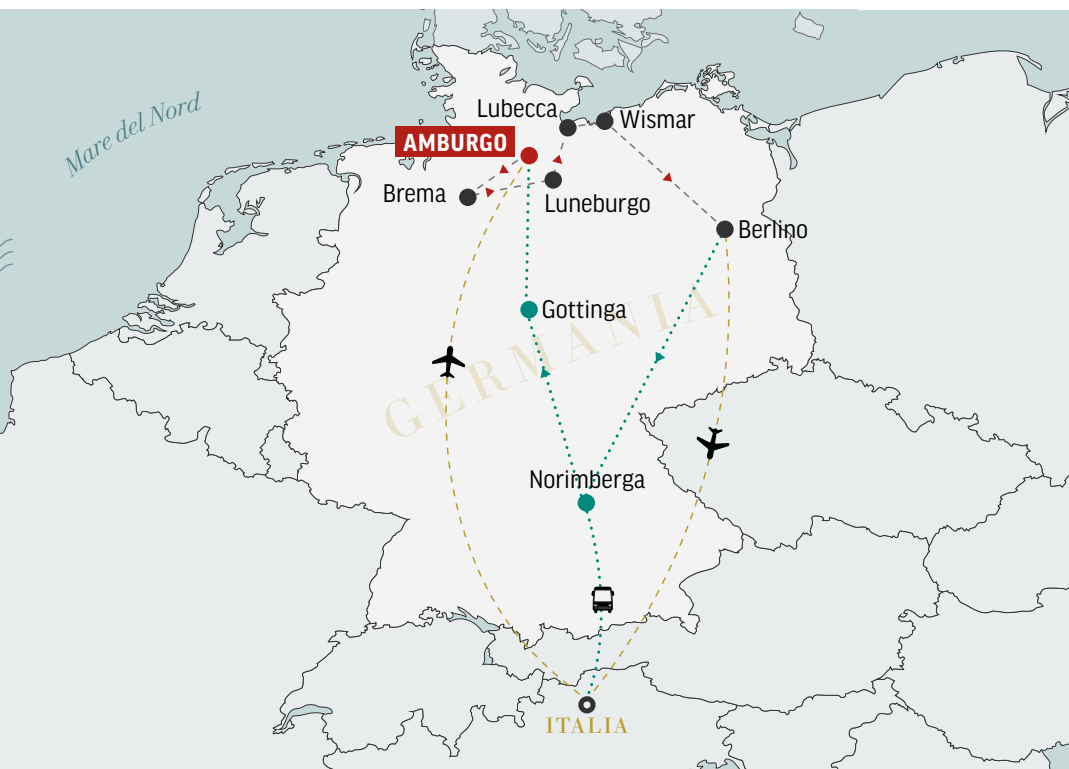 Mare del Nord
Lubecca
Wismar
AMBURGO
Brema
Luneburgo
Berlino
Gottinga
GERMANIA
Norimberga
ITALIA